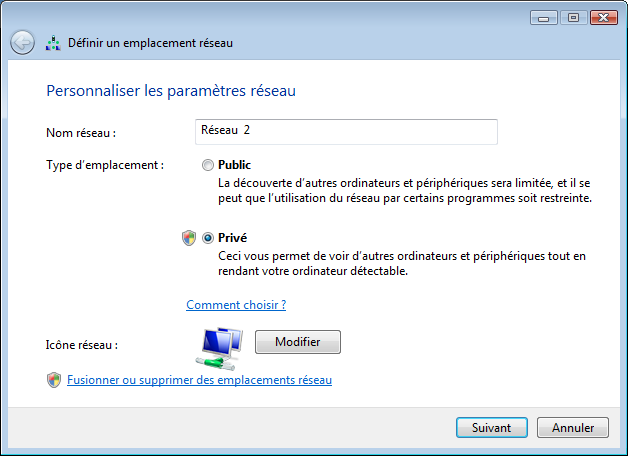 Définir un emplacement réseau
Personnaliser les paramètres réseau
Nom réseau :
Réseau 2
Type d’emplacement :
Public
La découverte d’autres ordinateurs et périphériques sera limitée, et il se
peut que l’utilisation du réseau par certains programmes soit restreinte.
Privé
Ceci vous permet de voir d’autres ordinateurs et périphériques tout en
rendant votre ordinateur détectable.
Comment choisir ?
Icône réseau :
Modifier
Fusionner ou supprimer des emplacements réseau
Suivant
Annuler